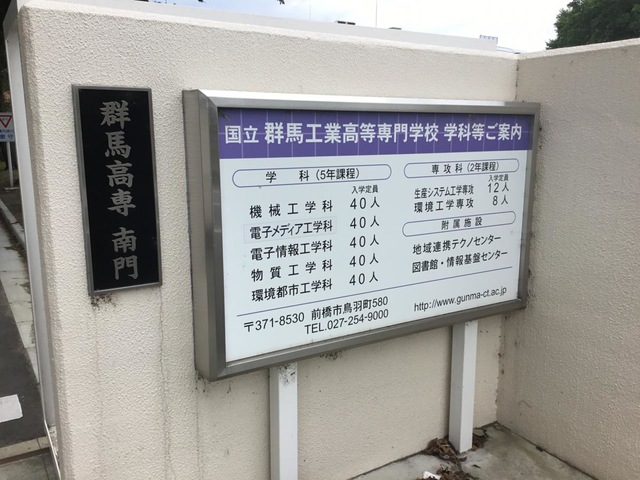 群馬高専 南門
国立 群馬工業高等専門学校 学科等ご案内
学 科 (5年課程)
入学定員
機械工学科 40人
電子メディア工学科 40人
電子情報工学科 40人
物質工学科 40人
環境都市工学科 40人
専攻科 (2年課程)
入学定員
生産システム工学専攻 12人
環境工学専攻 8人
附属施設
地域連携テクノセンター
図書館・情報基盤センター
〒371-8530 前橋市鳥羽町580
TEL.027-254-9000
http://www.gunma-ct.ac.jp